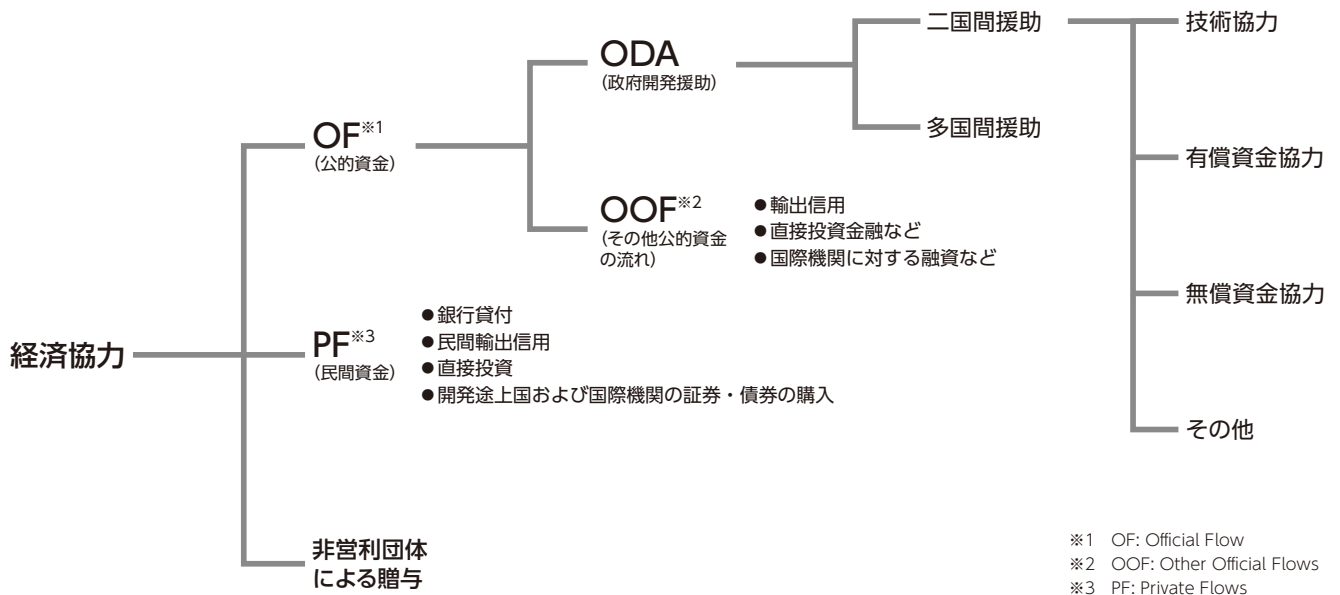 経済協力
OF※1
(公的資金)
ODA
(政府開発援助)
二国間援助
技術協力
有償資金協力
無償資金協力
その他
多国間援助
OOF※2
(その他公的資金
の流れ)
●輸出信用
●直接投資金融など
●国際機関に対する融資など
PF※3
(民間資金)
●銀行貸付
●民間輸出信用
●直接投資
●開発途上国および国際機関の証券・債券の購入
非営利団体
による贈与
※1 OF: Official Flow
※2 OOF: Other Official Flows
※3 PF: Private Flows